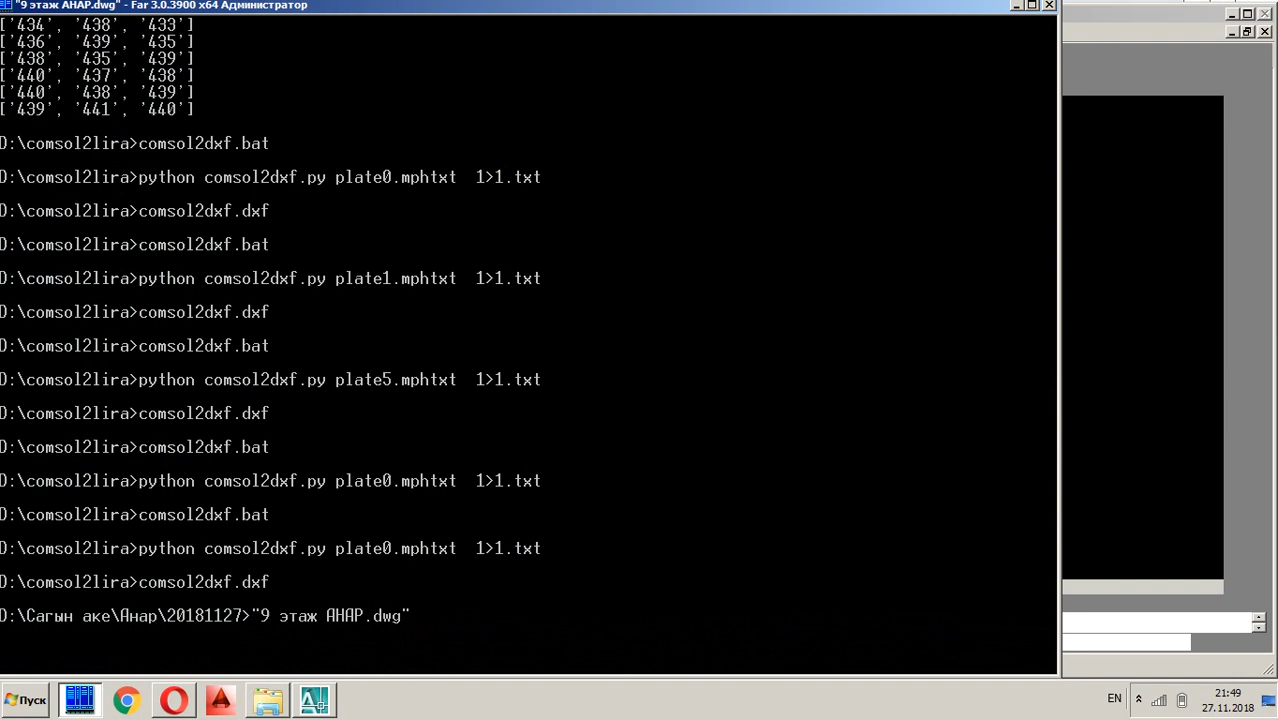 "9 этаж АНАР.dwg" - Far 3.0.3900 x64 Администратор
['434', '438', '433']
['436', '439', '435']
['438', '435', '439']
['440', '437', '438']
['440', '438', '439']
['439', '441', '440']
D:\comsol2lira>comsol2dxf.bat
D:\comsol2lira>python comsol2dxf.py plate0.mphtxt  1>1.txt
D:\comsol2lira>comsol2dxf.dxf
D:\comsol2lira>comsol2dxf.bat
D:\comsol2lira>python comsol2dxf.py plate1.mphtxt  1>1.txt
D:\comsol2lira>comsol2dxf.dxf
D:\comsol2lira>comsol2dxf.bat
D:\comsol2lira>python comsol2dxf.py plate5.mphtxt  1>1.txt
D:\comsol2lira>comsol2dxf.dxf
D:\comsol2lira>comsol2dxf.bat
D:\comsol2lira>python comsol2dxf.py plate0.mphtxt  1>1.txt
D:\comsol2lira>comsol2dxf.bat
D:\comsol2lira>python comsol2dxf.py plate0.mphtxt  1>1.txt
D:\comsol2lira>comsol2dxf.dxf
D:\Сагын аке\Анар\20181127>"9 этаж АНАР.dwg"
Пуск
EN
21:49
27.11.2018